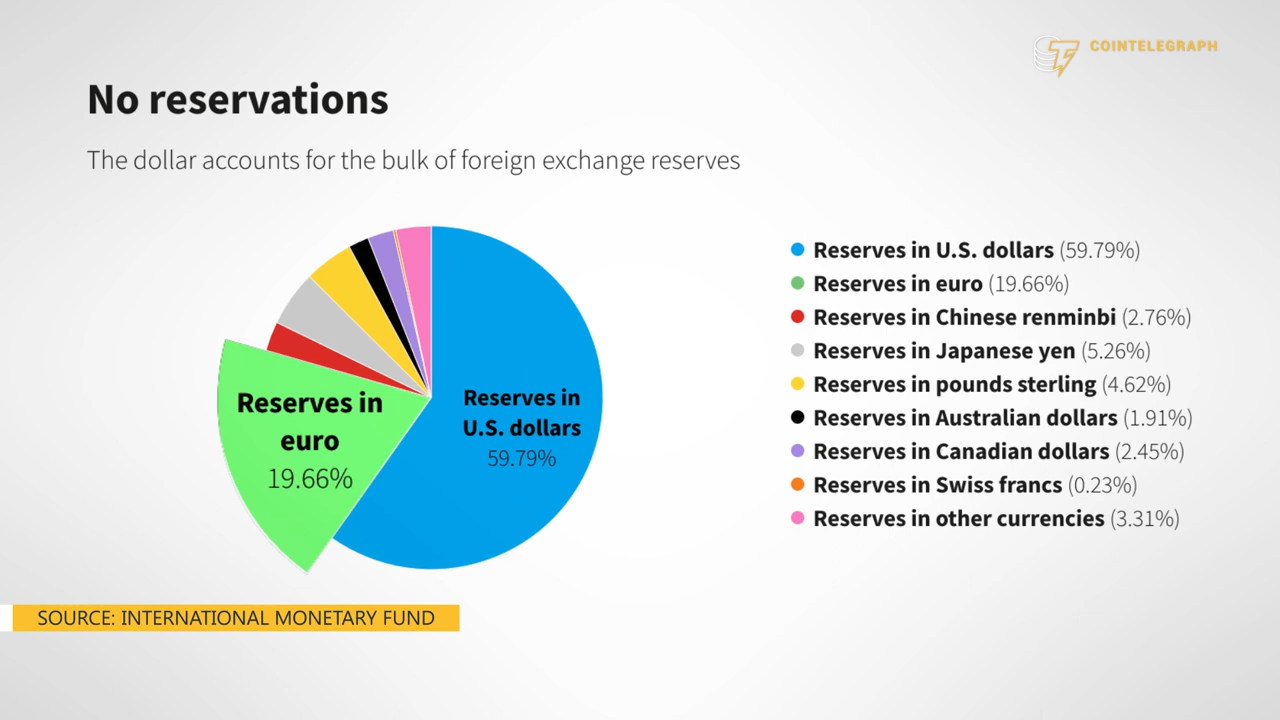 COINTELEGRAPH
No reservations
The dollar accounts for the bulk of foreign exchange reserves
Reserves in
euro
19.66%
Reserves in
U.S. dollars
59.79%
Reserves in U.S. dollars (59.79%)
Reserves in euro (19.66%)
Reserves in Chinese renminbi (2.76%)
Reserves in Japanese yen (5.26%)
Reserves in pounds sterling (4.62%)
Reserves in Australian dollars (1.91%)
Reserves in Canadian dollars (2.45%)
Reserves in Swiss francs (0.23%)
Reserves in other currencies (3.31%)
SOURCE: INTERNATIONAL MONETARY FUND